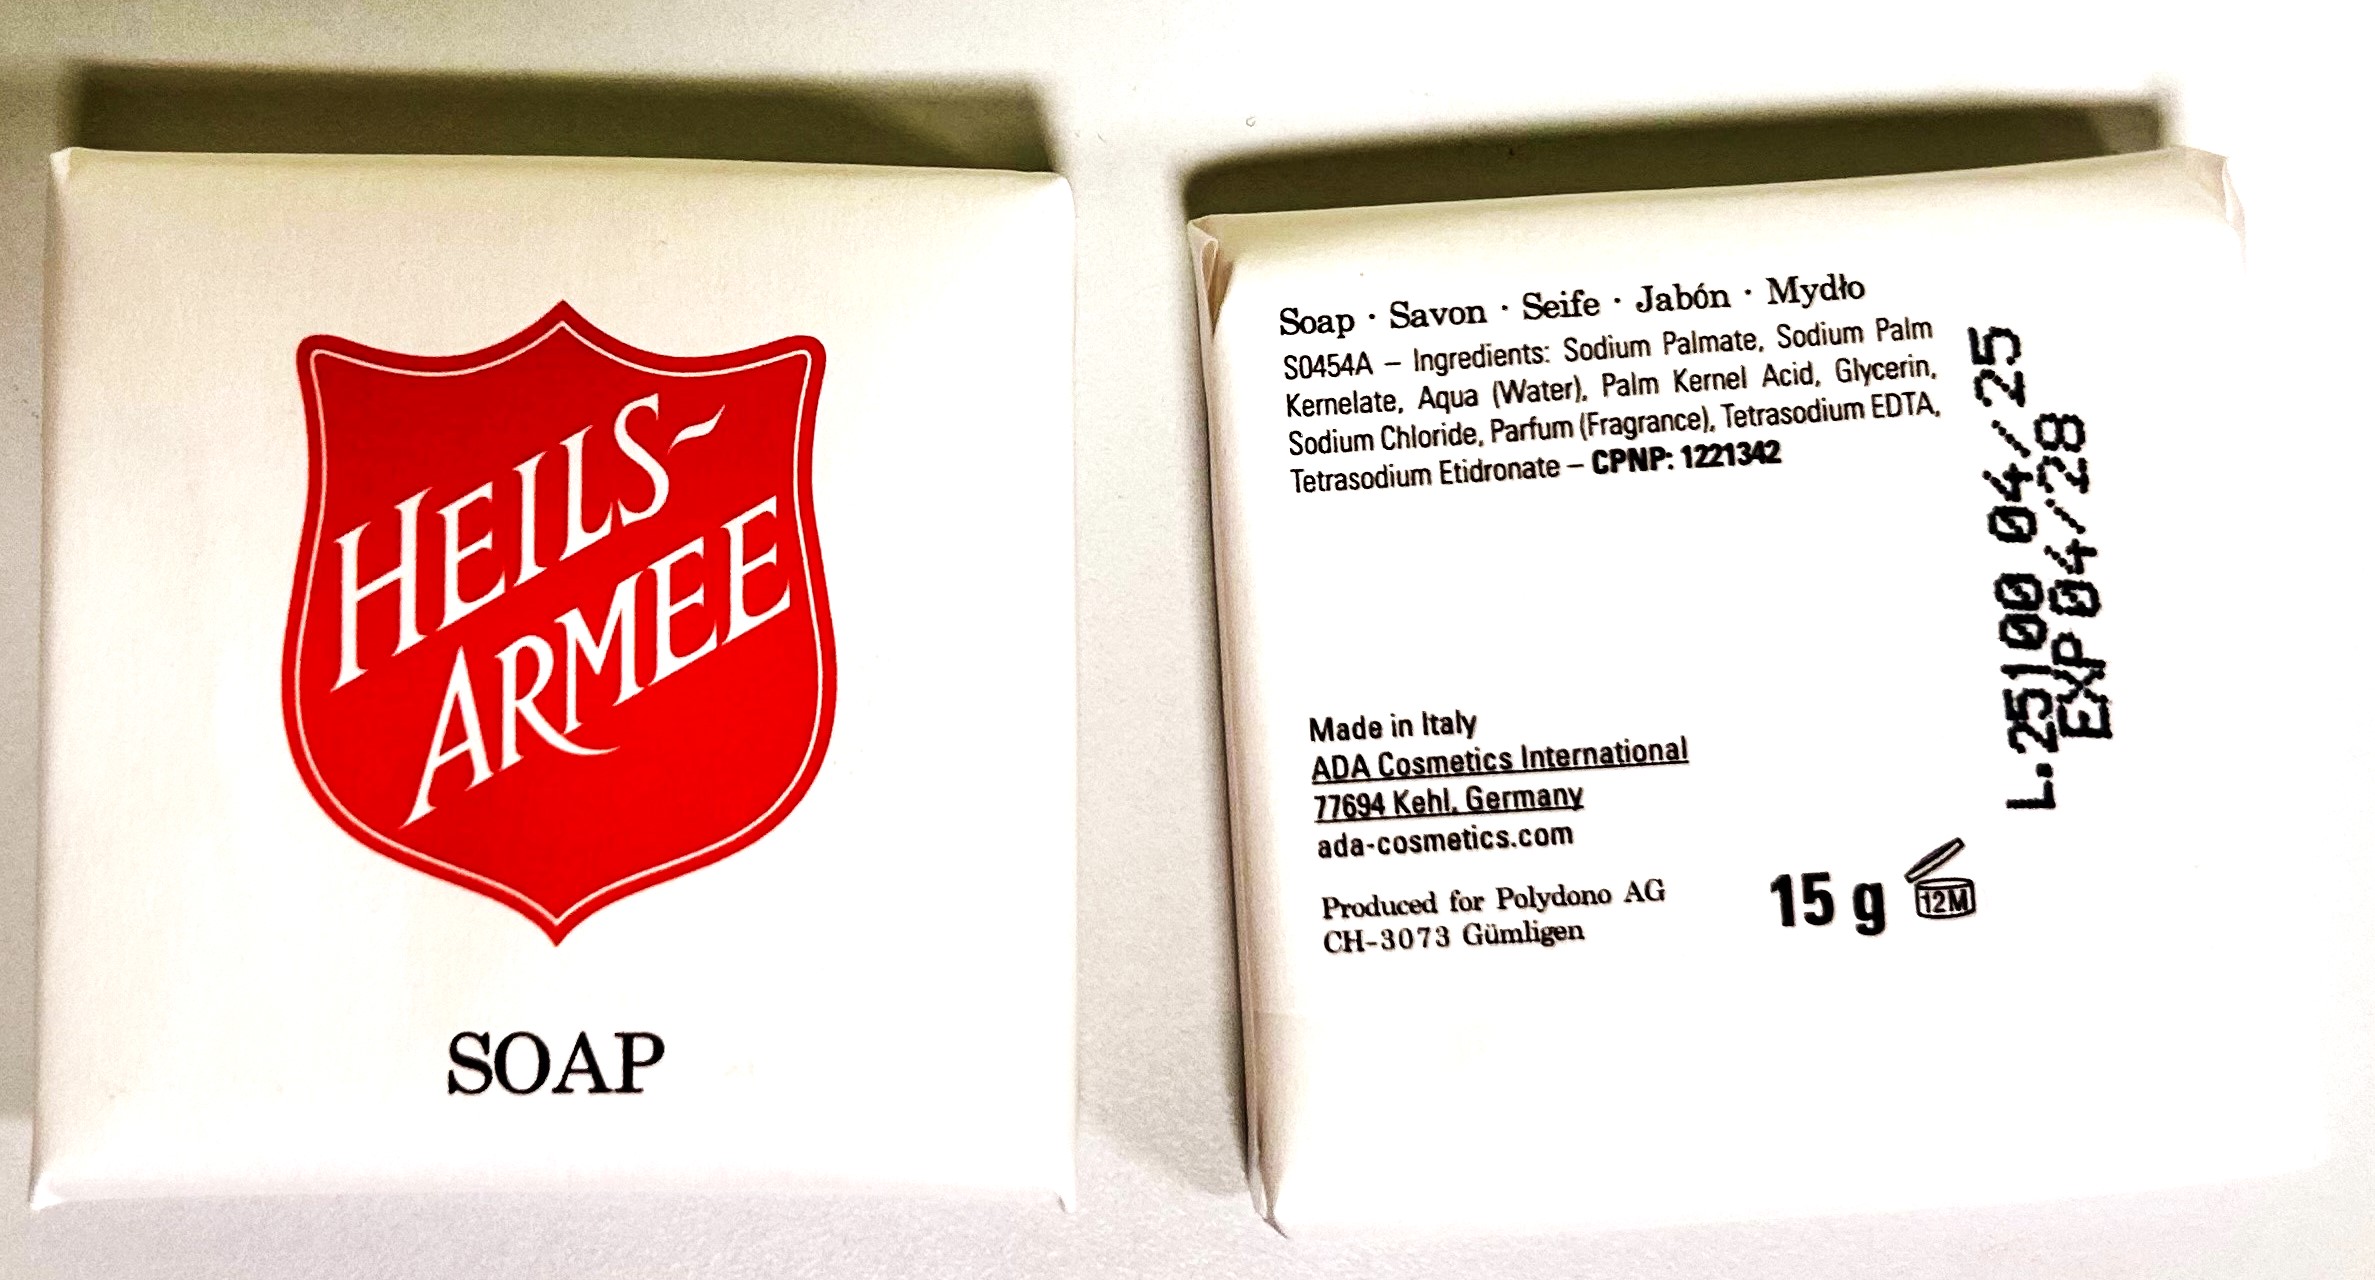 HEILS-
ARMEE
SOAP
Soap · Savon · Seife · Jabón · Mydło
S0454A – Ingredients: Sodium Palmate, Sodium Palm
Kernelate, Aqua (Water), Palm Kernel Acid, Glycerin,
Sodium Chloride, Parfum (Fragrance), Tetrasodium EDTA,
Tetrasodium Etidronate – CPNP: 1221342
Made in Italy
ADA Cosmetics International
77694 Kehl, Germany
ada-cosmetics.com
Produced for Polydono AG
CH-3073 Gümligen
15 g
12M
L.25100 04/25
EXP 04/28